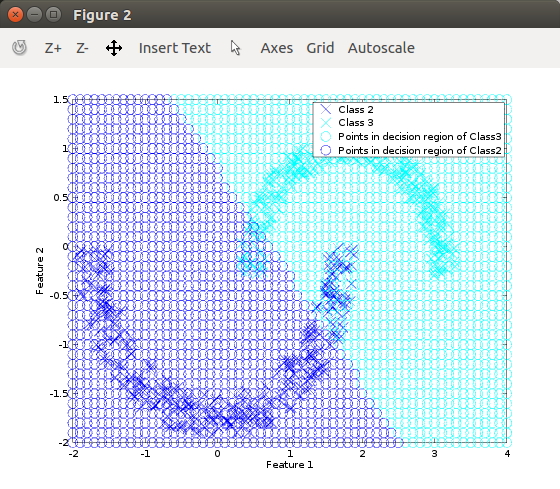 Figure 2
Z+ Z- Insert Text Axes Grid Autoscale
1.5
1
0.5
0
-0.5
-1
-1.5
-2
Feature 2
Class 2
Class 3
Points in decision region of Class3
Points in decision region of Class2
-2 -1 0 1 2 3 4
Feature 1